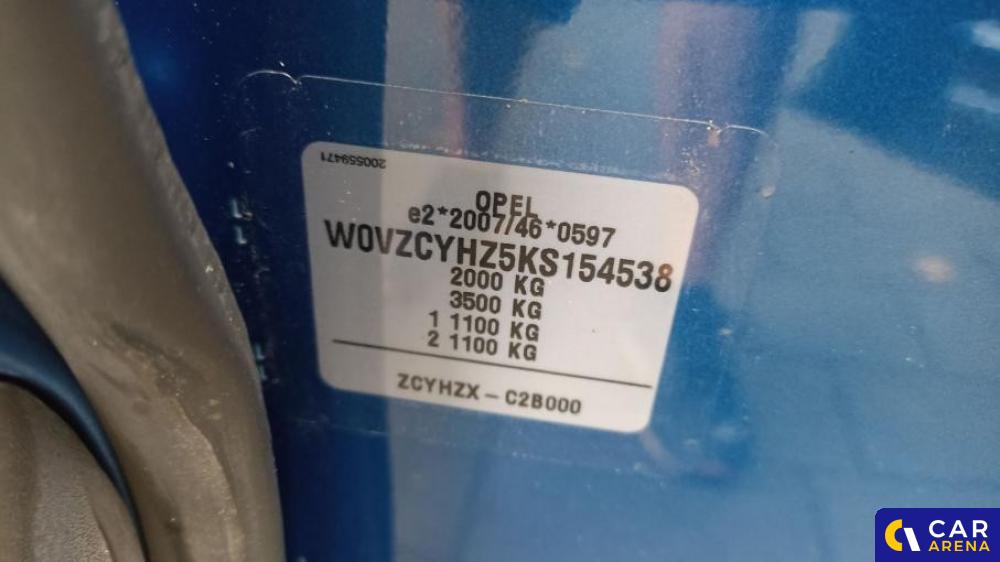 200559471
OPEL
e2*2007/46*0597
W0VZCYHZ5KS154538
2000 KG
3500 KG
1 1100 KG
2 1100 KG
ZCYHZX - C2B000
CAR
ARENA